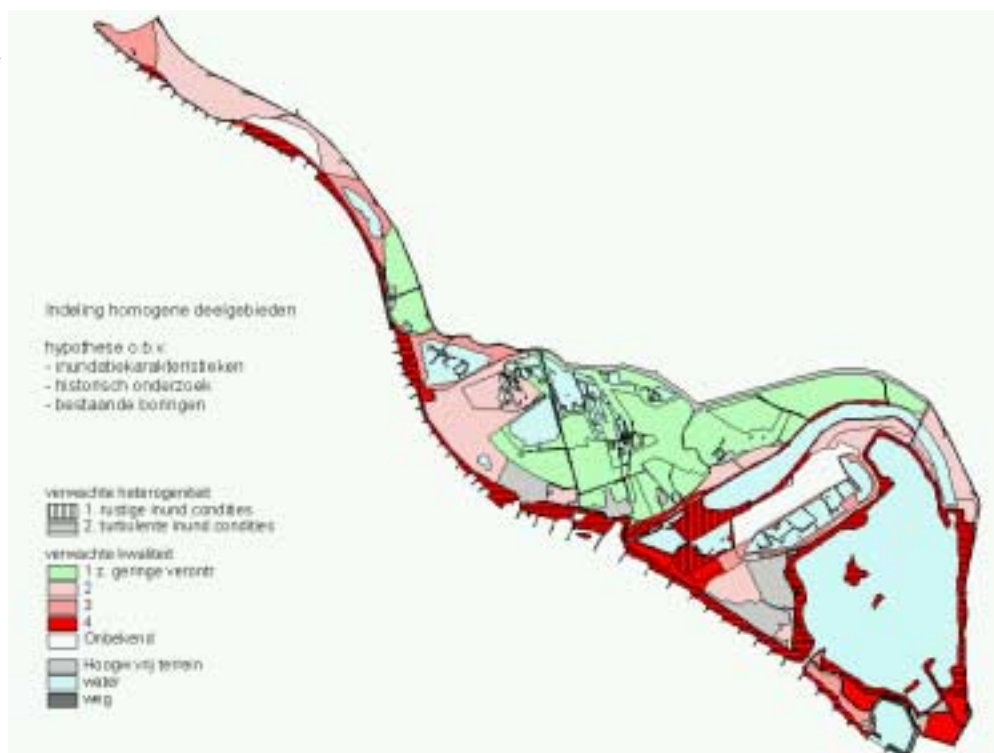 Indeling homogene deelgebieden
hypothese o.b.v.
- inundatiekarakteristieken
- historisch onderzoek
- bestaande boringen
verwachte heterogeniteit
1. rustige inund.condities
2. turbulente inund.condities
verwachte kwaliteit
1 z. geringe verontr
2
3
4
Onbekend
Hoogw vrij terrein
water
weg